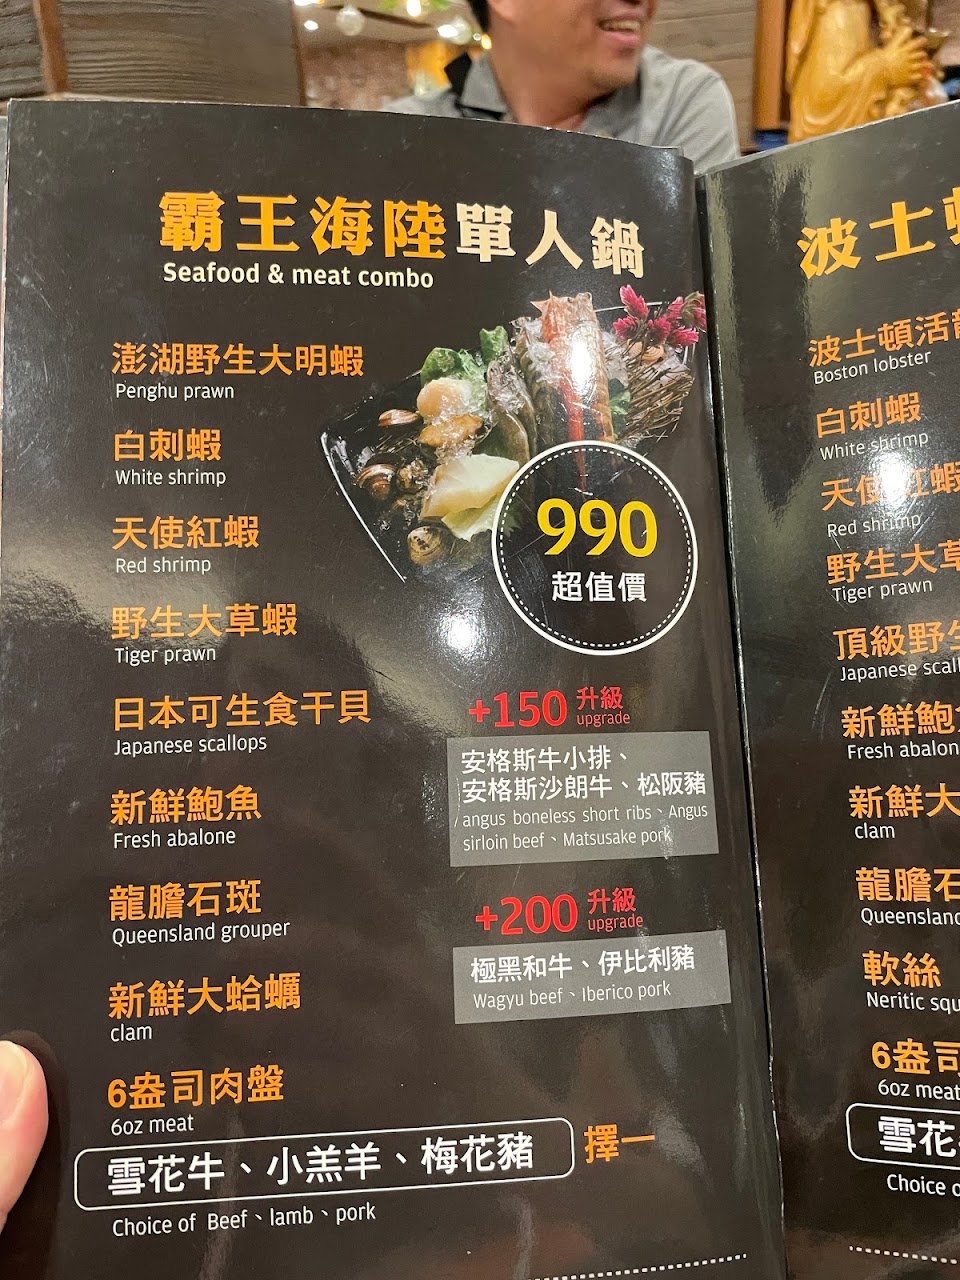 霸王海陸單人鍋
Seafood & meat combo
澎湖野生大明蝦
Penghu prawn
白刺蝦
White shrimp
天使紅蝦
Red shrimp
野生大草蝦
Tiger prawn
日本可生食干貝
Japanese scallops
新鮮鮑魚
Fresh abalone
龍膽石斑
Queensland grouper
新鮮大蛤蠣
clam
6盎司肉盤
6oz meat
雪花牛、小羔羊、梅花豬 擇一
Choice of Beef、lamb、pork
990
超值價
+150 升級
upgrade
安格斯牛小排、
安格斯沙朗牛、松阪豬
angus boneless short ribs、Angus
sirloin beef、Matsusake pork
+200 升級
upgrade
極黑和牛、伊比利豬
Wagyu beef、Iberico pork
波士
波士頓活
Boston lobster
白刺蝦
White shrimp
天使紅蝦
Red shrimp
野生大草
Tiger prawn
頂級野生
Japanese scall
新鮮鮑
Fresh abalon
新鮮大
clam
龍膽石
Queensland
軟絲
Neritic squ
6盎司
6oz meat
雪花
Choice o